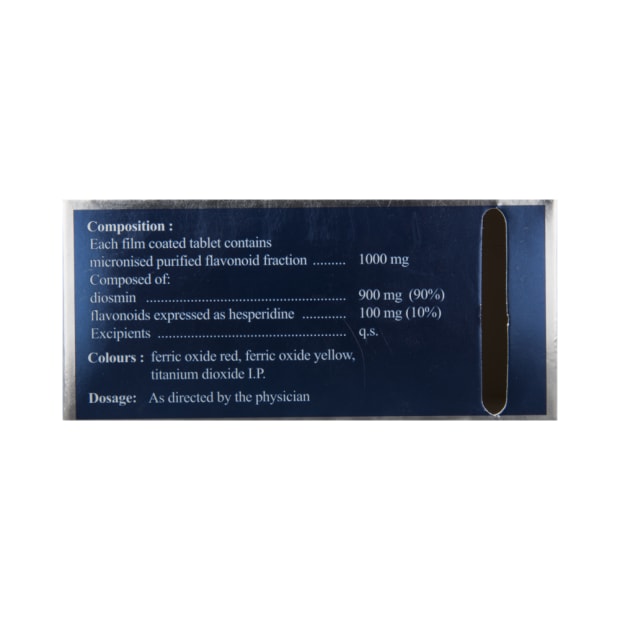 Composition :
Each film coated tablet contains
micronised purified flavonoid fraction ......... 1000 mg
Composed of:
diosmin ....................................................... 900 mg (90%)
flavonoids expressed as hesperidine ............ 100 mg (10%)
Excipients .................................................... q.s.
Colours : ferric oxide red, ferric oxide yellow,
titanium dioxide I.P.
Dosage: As directed by the physician